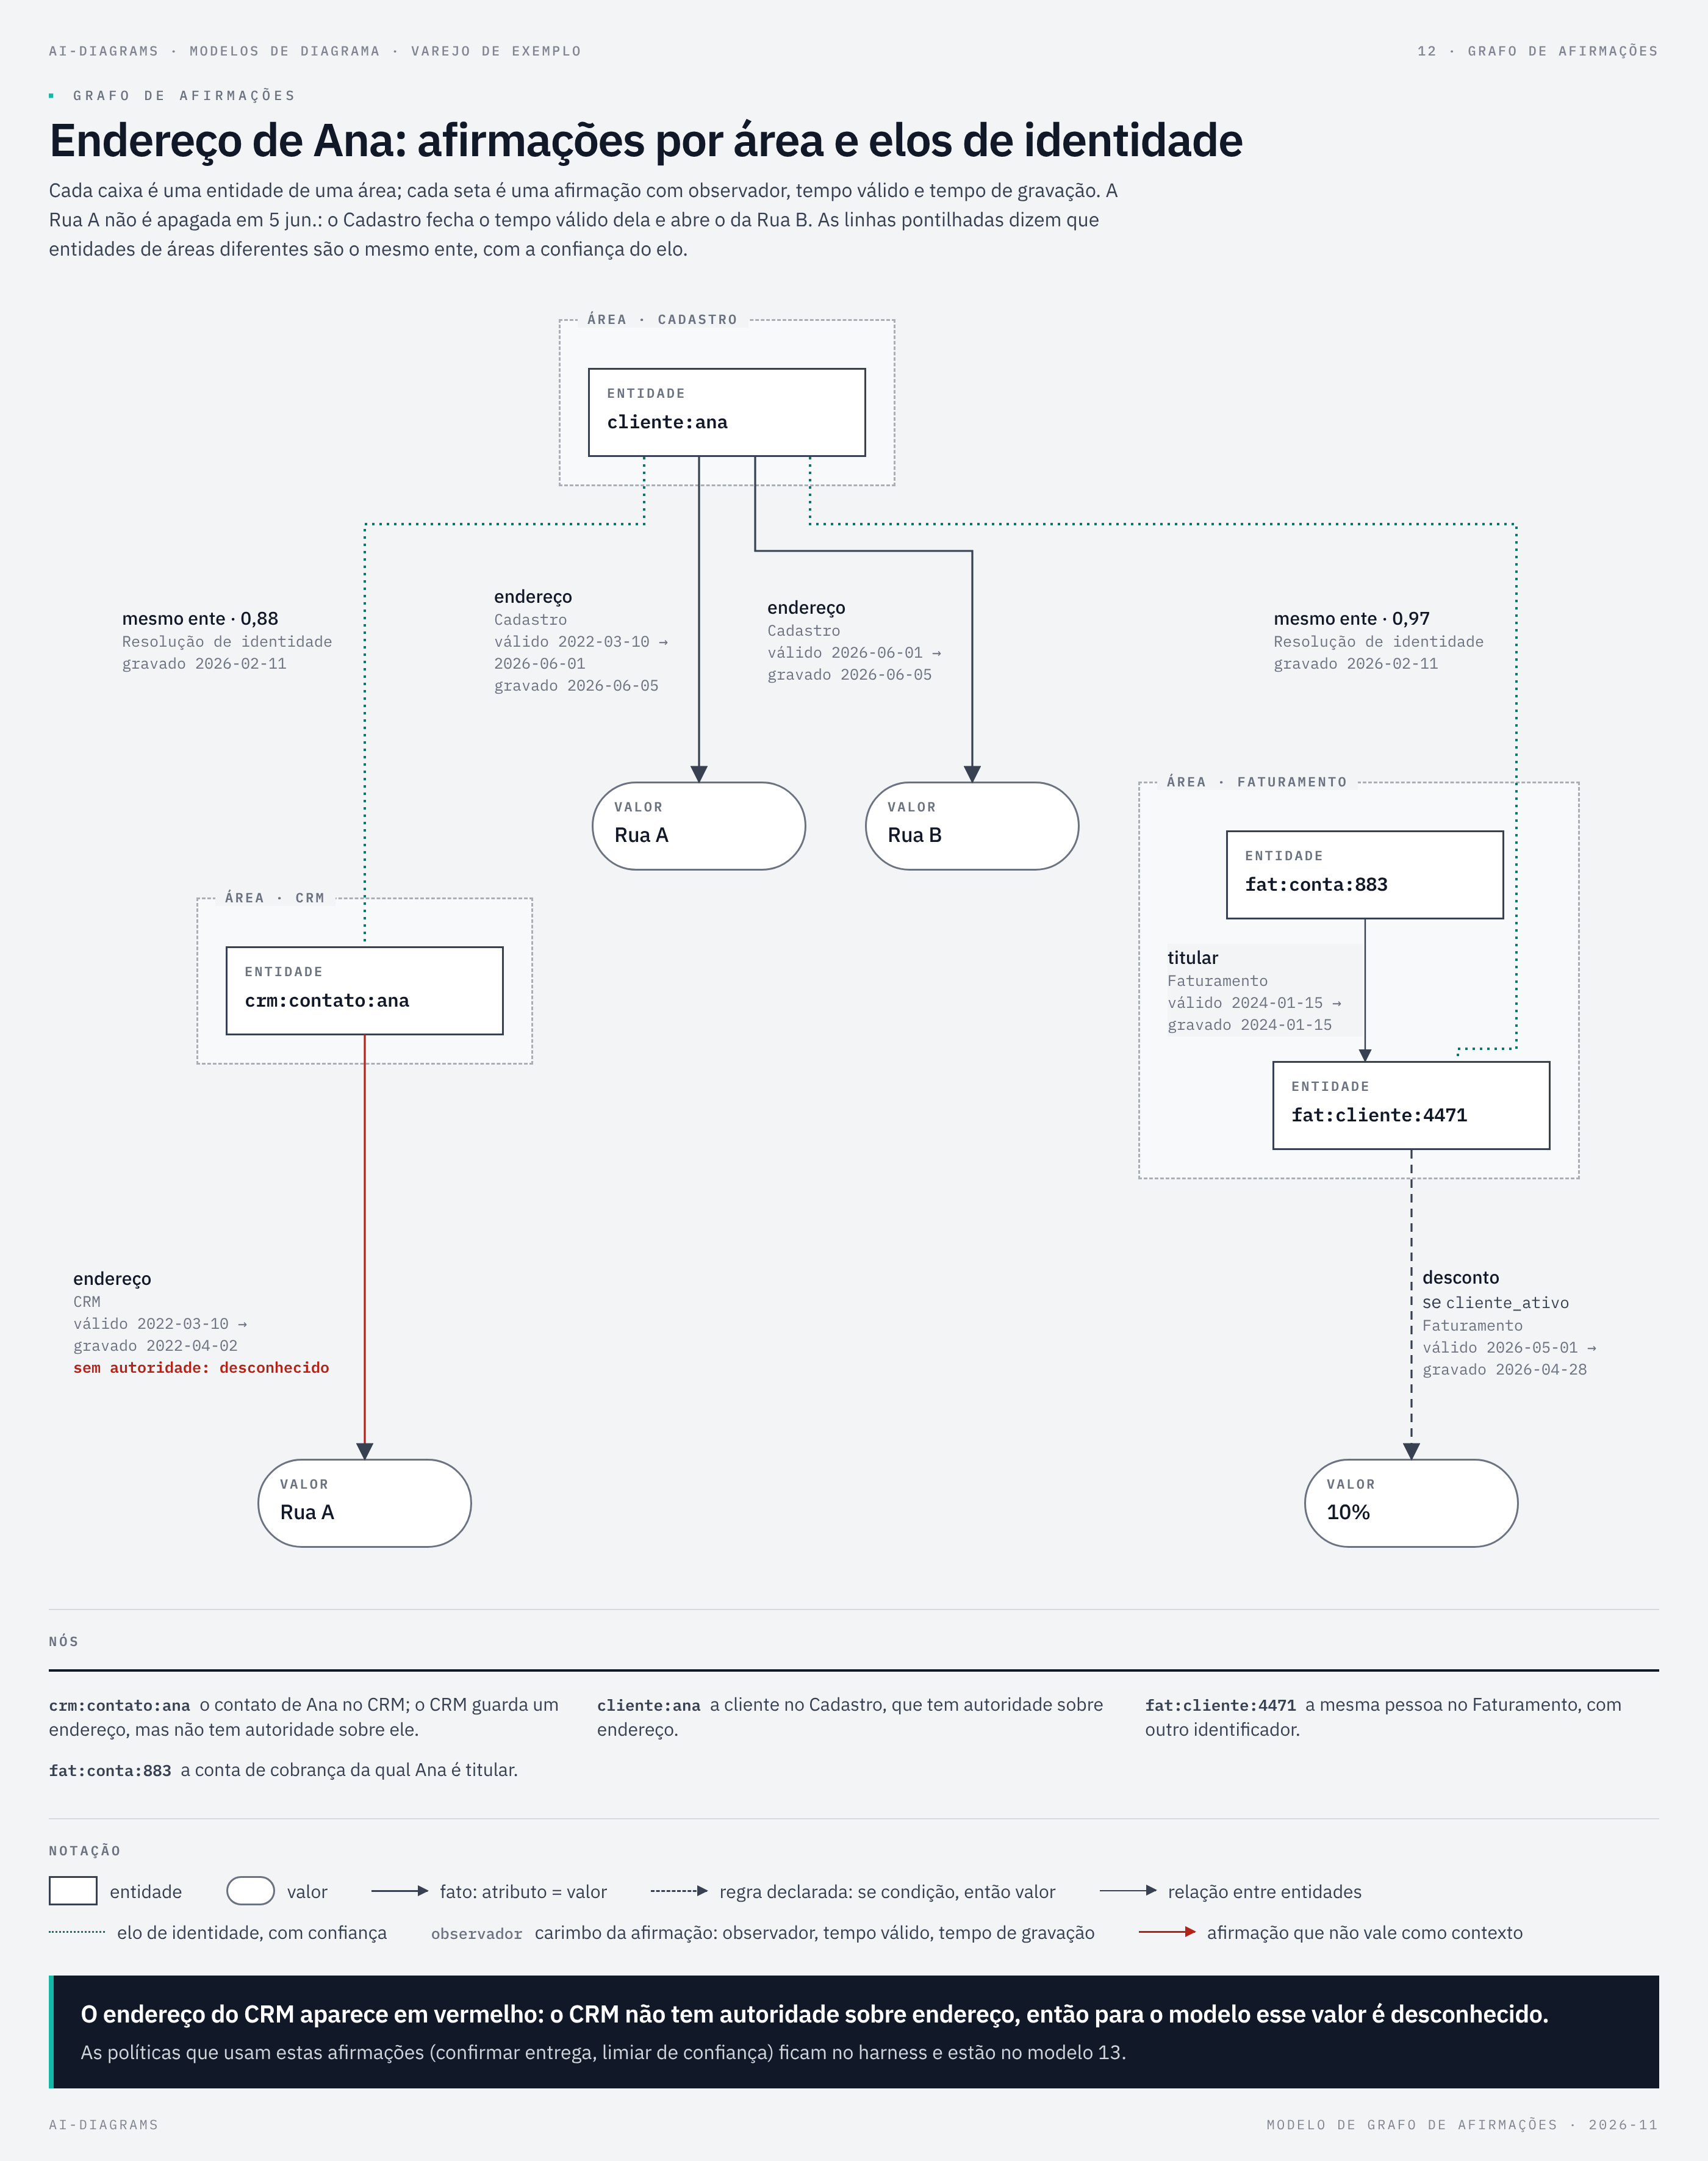 AI-DIAGRAMS · MODELOS DE DIAGRAMA · VAREJO DE EXEMPLO
12 · GRAFO DE AFIRMAÇÕES
GRAFO DE AFIRMAÇÕES
Endereço de Ana: afirmações por área e elos de identidade
Cada caixa é uma entidade de uma área; cada seta é uma afirmação com observador, tempo válido e tempo de gravação. A
Rua A não é apagada em 5 jun.: o Cadastro fecha o tempo válido dela e abre o da Rua B. As linhas pontilhadas dizem que
entidades de áreas diferentes são o mesmo ente, com a confiança do elo.
ÁREA · CADASTRO
ENTIDADE
cliente:ana
mesmo ente · 0,88
Resolução de identidade
gravado 2026-02-11
endereço
Cadastro
válido 2022-03-10 →
2026-06-01
gravado 2026-06-05
endereço
Cadastro
válido 2026-06-01 →
gravado 2026-06-05
mesmo ente · 0,97
Resolução de identidade
gravado 2026-02-11
VALOR
Rua A
VALOR
Rua B
ÁREA · FATURAMENTO
ENTIDADE
fat:conta:883
ÁREA · CRM
ENTIDADE
crm:contato:ana
titular
Faturamento
válido 2024-01-15 →
gravado 2024-01-15
ENTIDADE
fat:cliente:4471
endereço
CRM
válido 2022-03-10 →
gravado 2022-04-02
sem autoridade: desconhecido
desconto
se cliente_ativo
Faturamento
válido 2026-05-01 →
gravado 2026-04-28
VALOR
Rua A
VALOR
10%
NÓS
crm:contato:ana o contato de Ana no CRM; o CRM guarda um
endereço, mas não tem autoridade sobre ele.
cliente:ana a cliente no Cadastro, que tem autoridade sobre
endereço.
fat:cliente:4471 a mesma pessoa no Faturamento, com
outro identificador.
fat:conta:883 a conta de cobrança da qual Ana é titular.
NOTAÇÃO
entidade
valor
fato: atributo = valor
regra declarada: se condição, então valor
relação entre entidades
elo de identidade, com confiança
observador carimbo da afirmação: observador, tempo válido, tempo de gravação
afirmação que não vale como contexto
O endereço do CRM aparece em vermelho: o CRM não tem autoridade sobre endereço, então para o modelo esse valor é desconhecido.
As políticas que usam estas afirmações (confirmar entrega, limiar de confiança) ficam no harness e estão no modelo 13.
AI-DIAGRAMS
MODELO DE GRAFO DE AFIRMAÇÕES · 2026-11